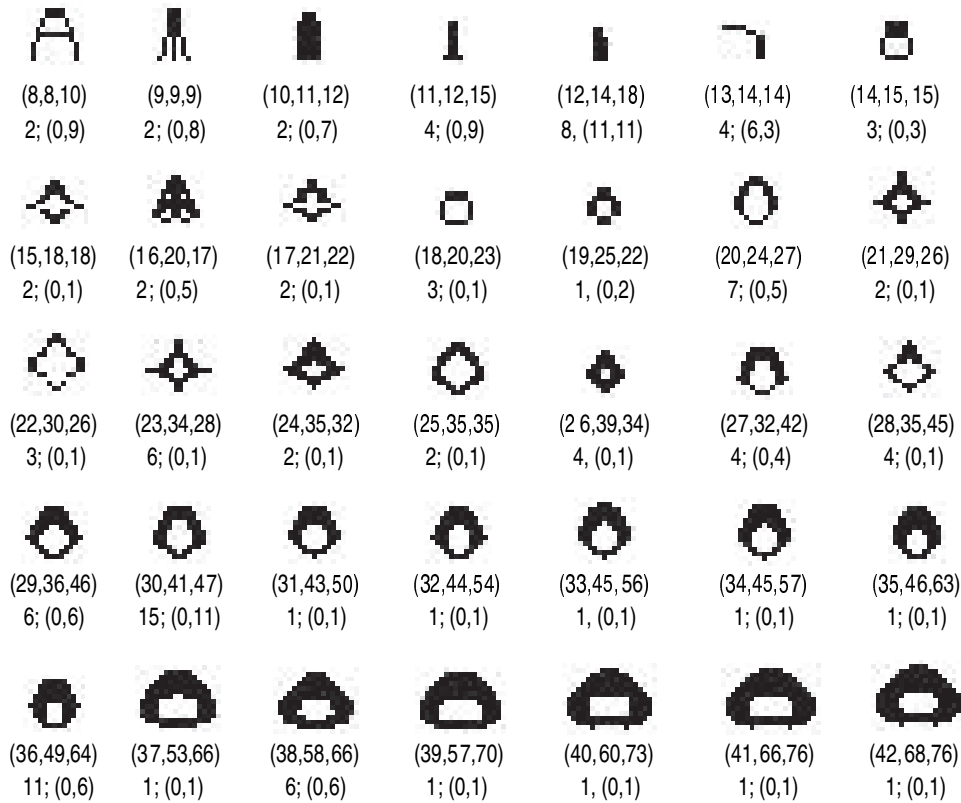 (8,8,10) (9,9,9) (10,11,12) (11,12,15) (12,14,18) (13,14,14) (14,15, 15)
2; (0,9) 2; (0,8) 2; (0,7) 4; (0,9) 8, (11,11) 4; (6,3) 3; (0,3)
(15,18,18) (16,20,17) (17,21,22) (18,20,23) (19,25,22) (20,24,27) (21,29,26)
2; (0,1) 2; (0,5) 2; (0,1) 3; (0,1) 1, (0,2) 7; (0,5) 2; (0,1)
(22,30,26) (23,34,28) (24,35,32) (25,35,35) (2 6,39,34) (27,32,42) (28,35,45)
3; (0,1) 6; (0,1) 2; (0,1) 2; (0,1) 4, (0,1) 4; (0,4) 4; (0,1)
(29,36,46) (30,41,47) (31,43,50) (32,44,54) (33,45,56) (34,45,57) (35,46,63)
6; (0,6) 15; (0,11) 1; (0,1) 1; (0,1) 1, (0,1) 1; (0,1) 1; (0,1)
(36,49,64) (37,53,66) (38,58,66) (39,57,70) (40,60,73) (41,66,76) (42,68,76)
11; (0,6) 1; (0,1) 6; (0,6) 1; (0,1) 1, (0,1) 1; (0,1) 1; (0,1)